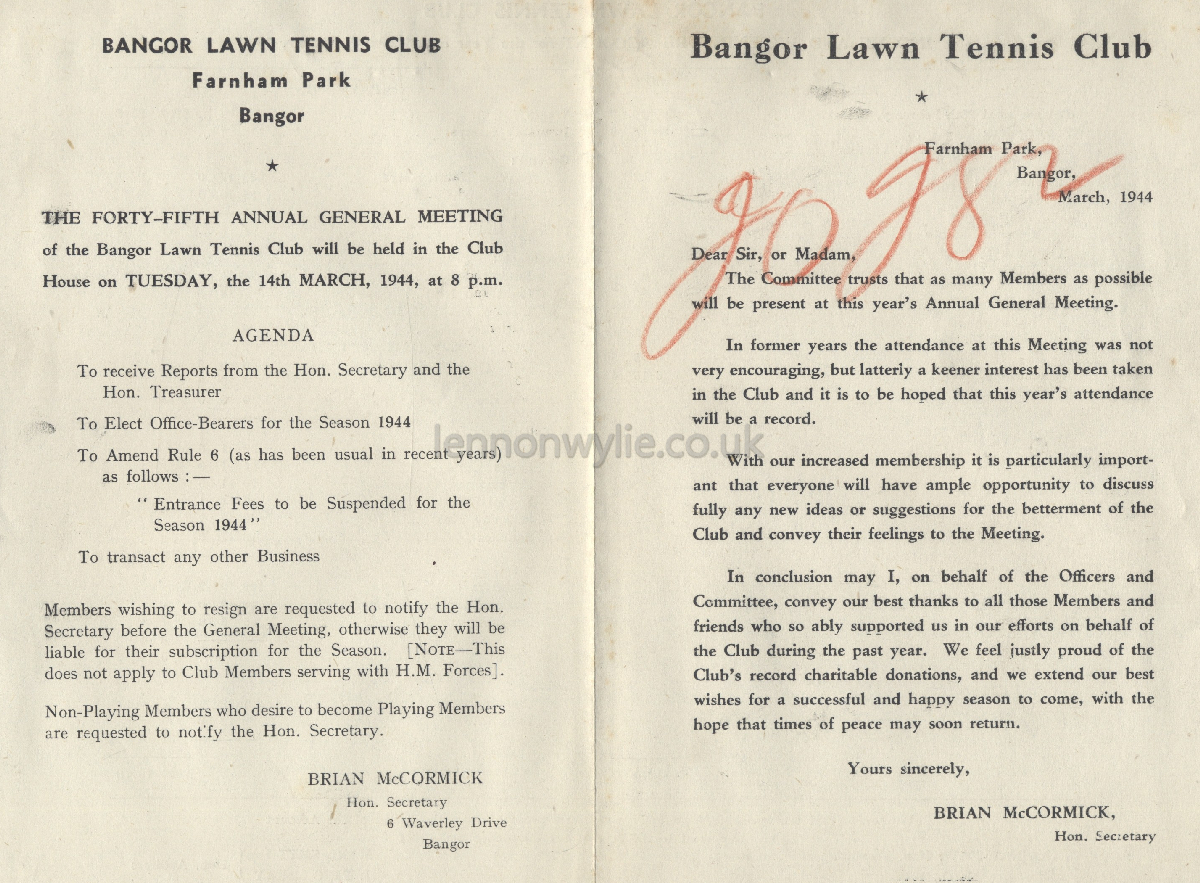 BANGOR LAWN TENNIS CLUB
Farnham Park
Bangor
★
THE FORTY-FIFTH ANNUAL GENERAL MEETING
of the Bangor Lawn Tennis Club will be held in the Club
House on TUESDAY, the 14th MARCH, 1944, at 8 p.m.
AGENDA
To receive Reports from the Hon. Secretary and the
Hon. Treasurer
To Elect Office-Bearers for the Season 1944
To Amend Rule 6 (as has been usual in recent years)
as follows :—
“ Entrance Fees to be Suspended for the
Season 1944”
To transact any other Business
Members wishing to resign are requested to notify the Hon.
Secretary before the General Meeting, otherwise they will be
liable for their subscription for the Season. [NOTE—This
does not apply to Club Members serving with H.M. Forces].
Non-Playing Members who desire to become Playing Members
are requested to notify the Hon. Secretary.
BRIAN McCORMICK
Hon. Secretary
6 Waverley Drive
Bangor
Bangor Lawn Tennis Club
★
Farnham Park,
Bangor,
March, 1944
Dear Sir, or Madam,
The Committee trusts that as many Members as possible
will be present at this year's Annual General Meeting.
In former years the attendance at this Meeting was not
very encouraging, but latterly a keener interest has been taken
in the Club and it is to be hoped that this year's attendance
will be a record.
With our increased membership it is particularly import-
ant that everyone will have ample opportunity to discuss
fully any new ideas or suggestions for the betterment of the
Club and convey their feelings to the Meeting.
In conclusion may I, on behalf of the Officers and
Committee, convey our best thanks to all those Members and
friends who so ably supported us in our efforts on behalf of
the Club during the past year. We feel justly proud of the
Club's record charitable donations, and we extend our best
wishes for a successful and happy season to come, with the
hope that times of peace may soon return.
Yours sincerely,
BRIAN McCORMICK,
Hon. Secretary
lennonwylie.co.uk